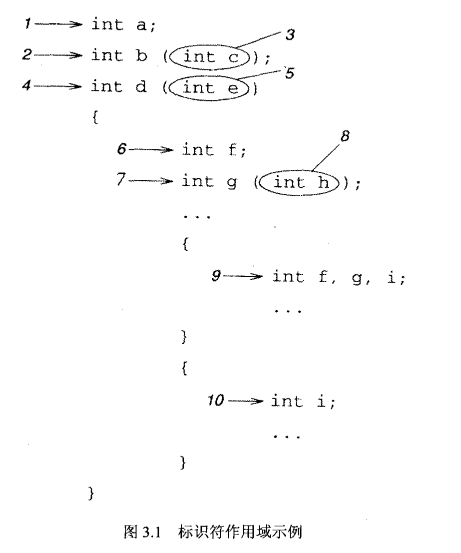 1 int a; 3
2 int b (int c); 5
4 int d (int e)
{ 8
6 int f;
7 int g (int h);
...
{
9 int f, g, i;
...
}
{
10 int i;
...
}
}
图 3.1 标识符作用域示例